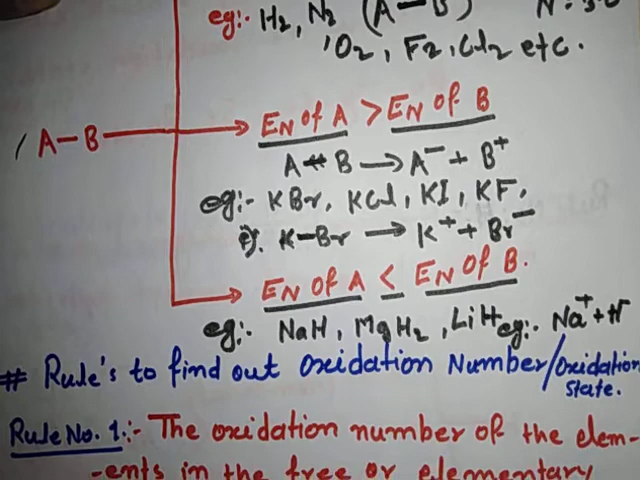 eg:- H2, N2 (A—B)
'O2, F2, Cl2 etc.
A—B
EN of A > EN of B
A B → A⁻ + B⁺
eg:- KBr, KCl, KI, KF,
K—Br → K⁺ + Br⁻
EN of A < EN of B.
eg:- NaH, MgH2, LiH eg:- Na⁺ + H⁻
# Rule's to find out Oxidation Number/Oxidation state.
Rule No. 1:- The oxidation number of the elem-
-ents in the free or elementary